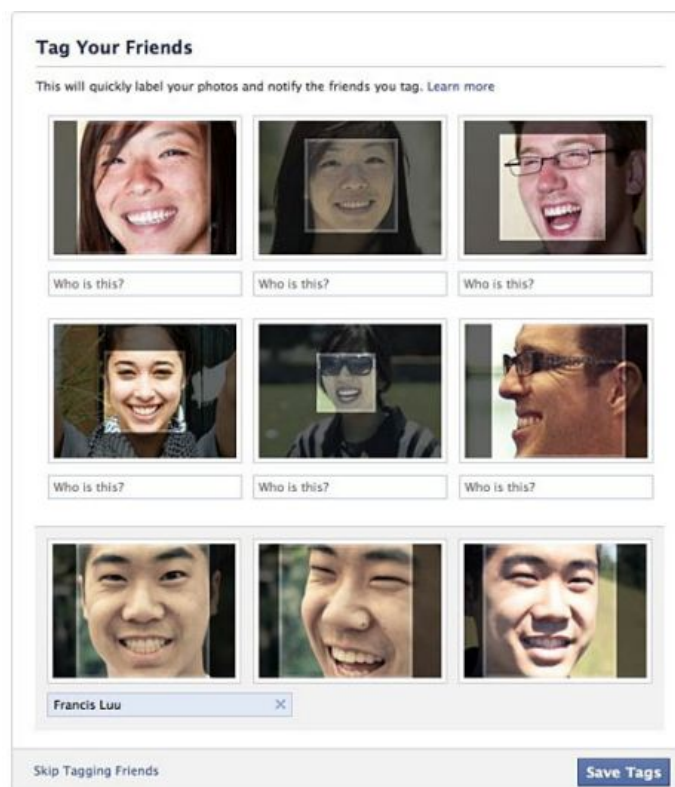 Tag Your Friends
This will quickly label your photos and notify the friends you tag. Learn more
Who is this?
Who is this?
Who is this?
Who is this?
Who is this?
Who is this?
Francis Luu
Skip Tagging Friends
Save Tags